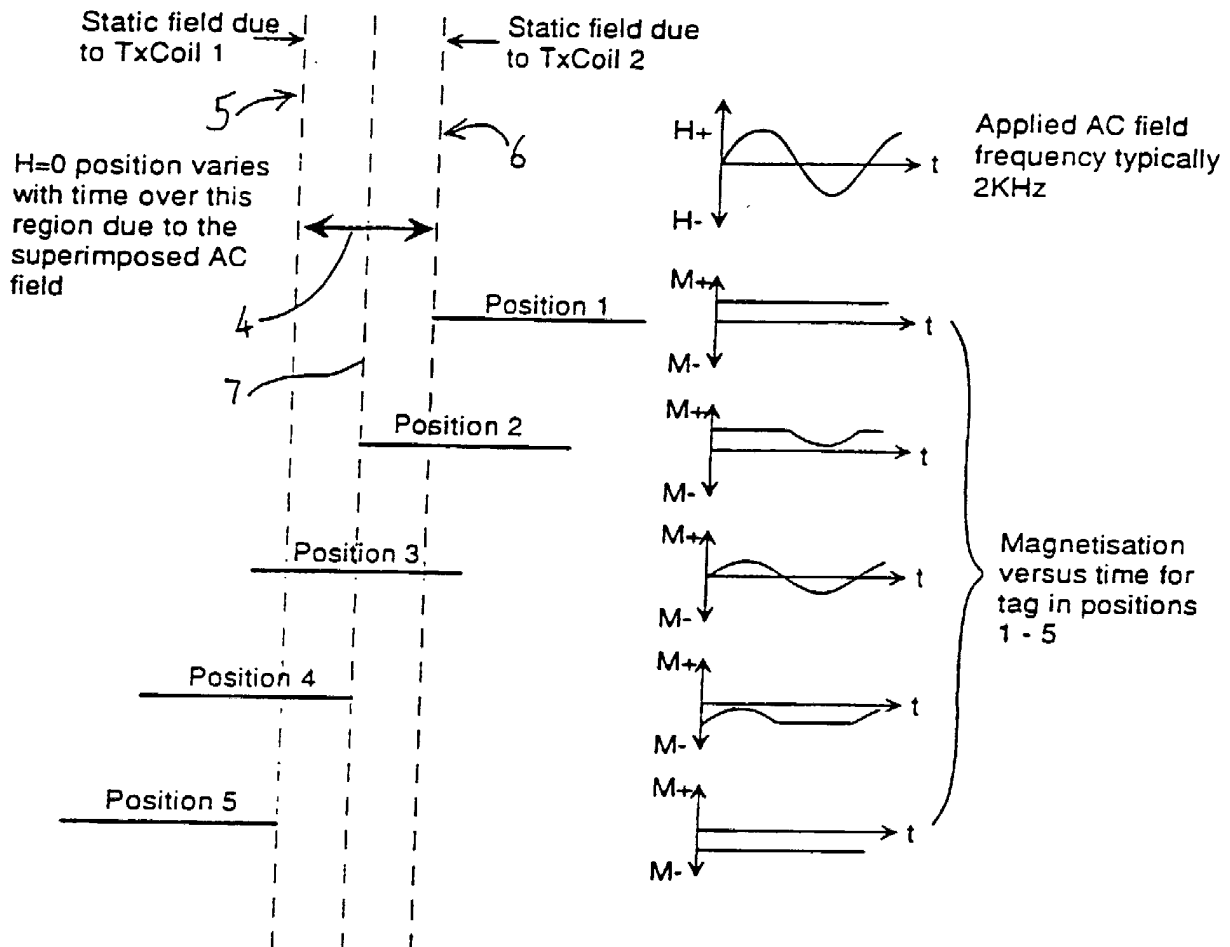 Static field due
to TxCoil 1
Static field due
to TxCoil 2
5
6
H=0 position varies
with time over this
region due to the
superimposed AC
field
4
7
H+
t
H-
Applied AC field
frequency typically
2KHz
Position 1
M+
t
M-
Position 2
M+
t
M-
Position 3
M+
t
M-
Position 4
M+
t
M-
Position 5
M+
t
M-
Magnetisation
versus time for
tag in positions
1 - 5